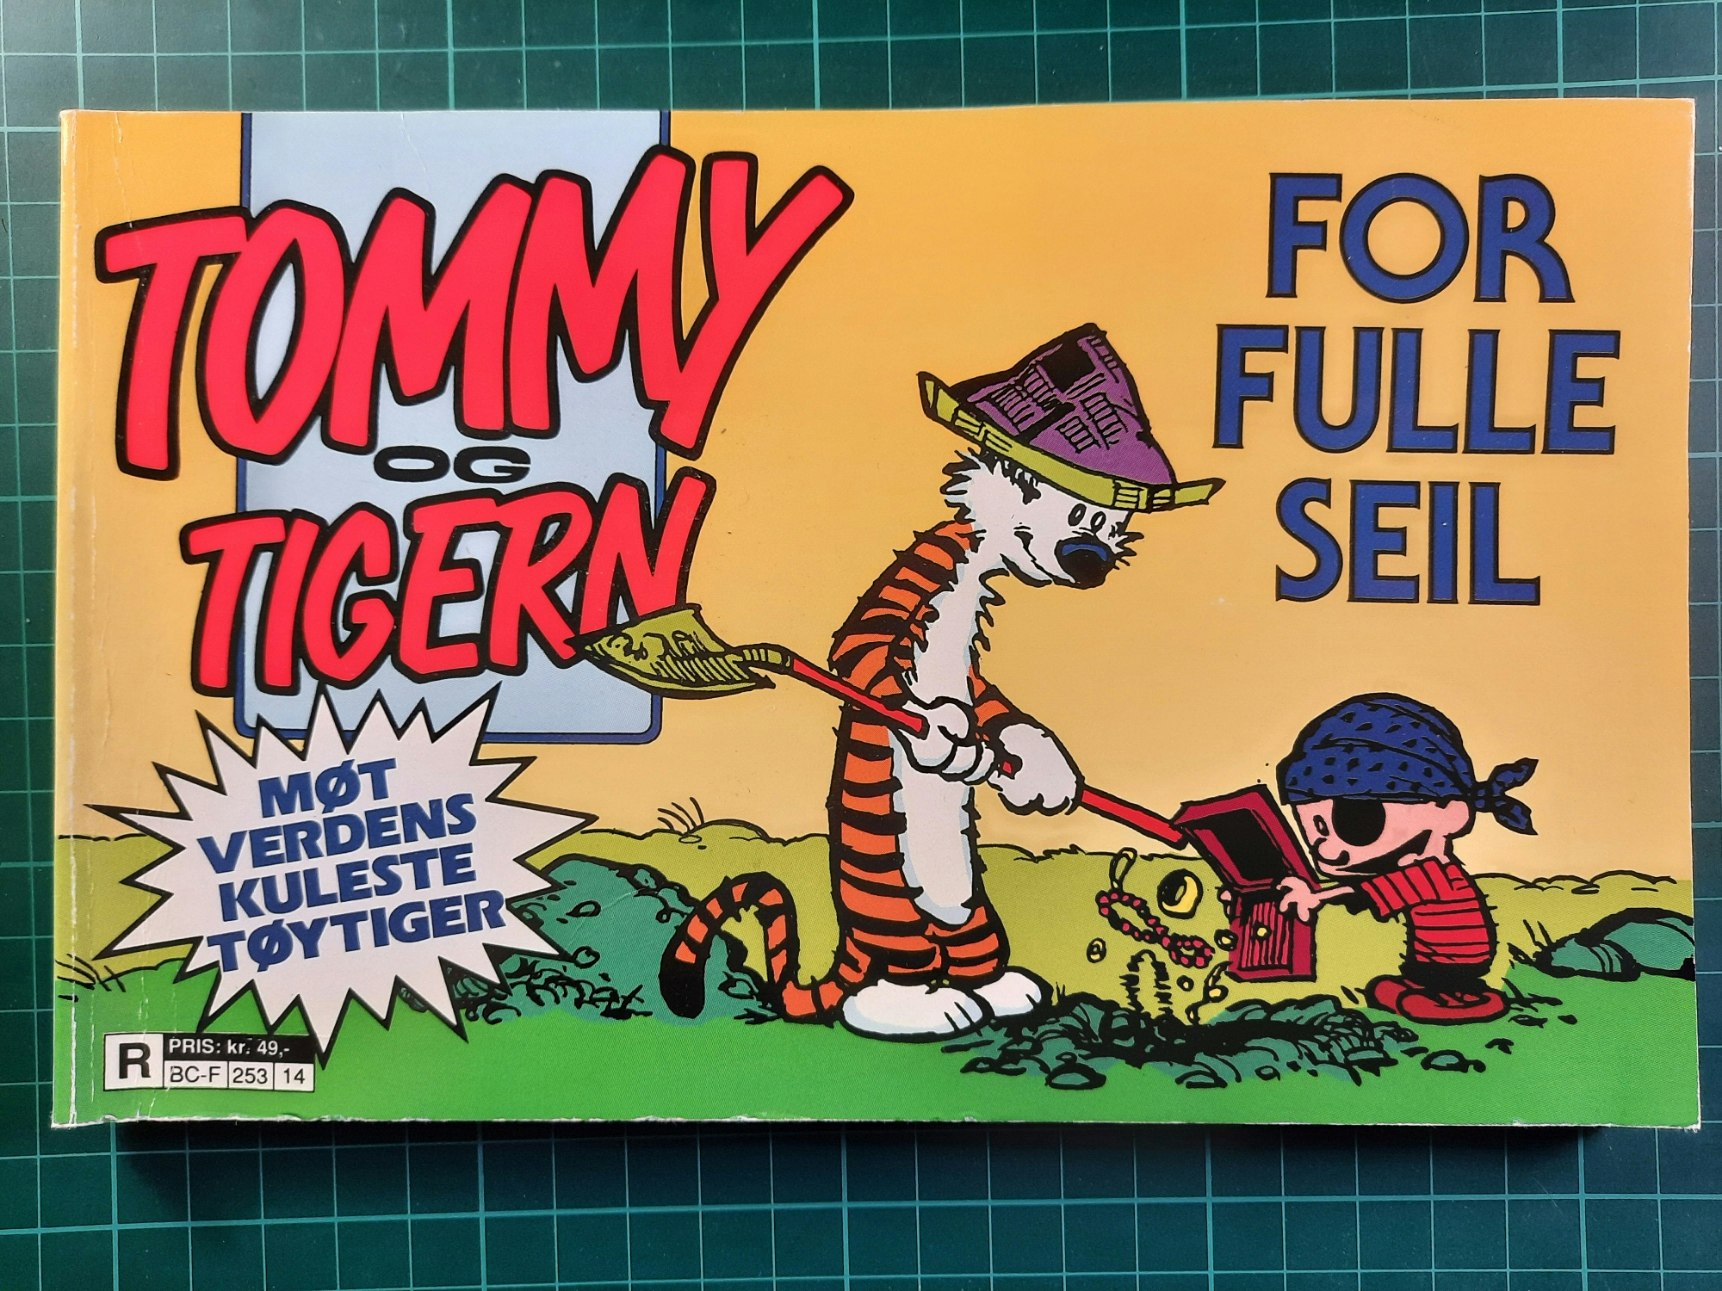 TOMMY
OG
TIGERN
FOR
FULLE
SEIL
MØT
VERDENS
KULESTE
TØYTIGER
R
PRIS: kr. 49,-
BC-F 253 14